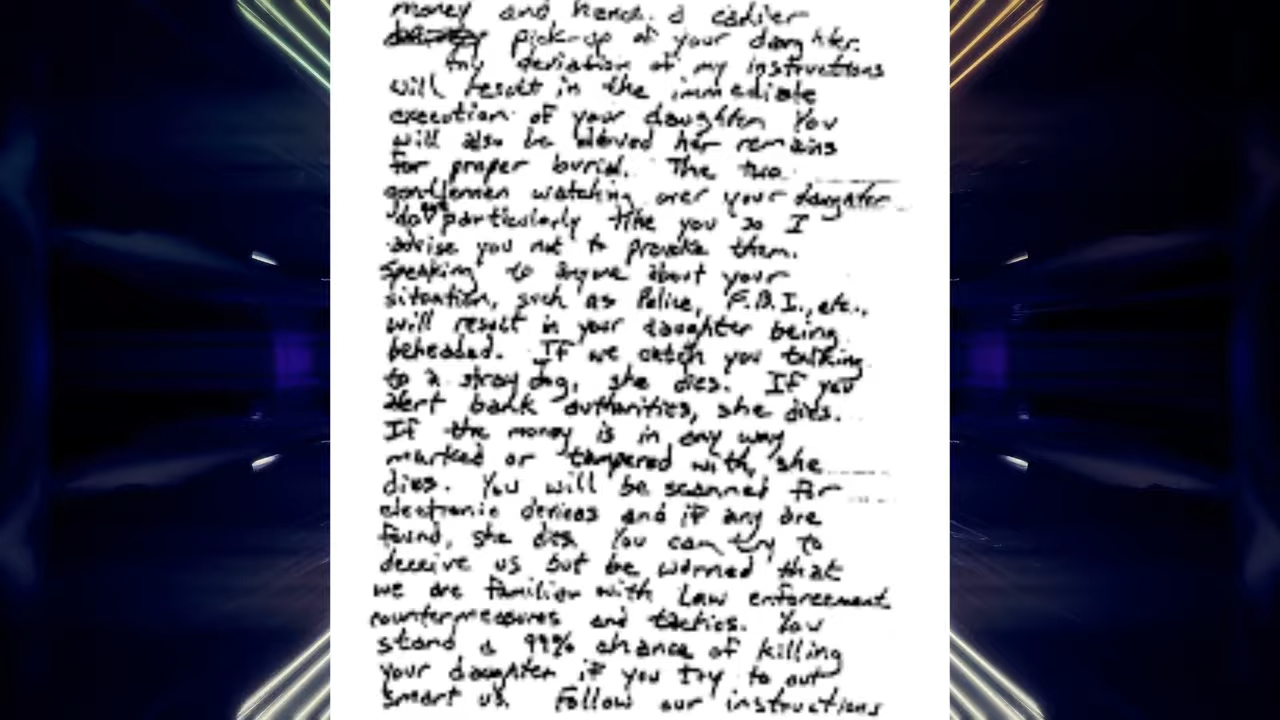 money and hence a earlier
pick-up of your daughter.
Any deviation of my instructions
will result in the immediate
execution of your daughter. You
will also be denied her remains
for proper burial. The two
gentlemen watching over your daughter
do not particularly like you so I
advise you not to provoke them.
Speaking to anyone about your
situation, such as Police, F.B.I., etc.,
will result in your daughter being
beheaded. If we catch you talking
to a stray dog, she dies. If you
alert bank authorities, she dies.
If the money is in any way
marked or tampered with, she
dies. You will be scanned for
electronic devices and if any are
found, she dies. You can try to
deceive us but be warned that
we are familiar with Law enforcement
countermeasures and tactics. You
stand a 99% chance of killing
your daughter if you try to out
smart us. Follow our instructions